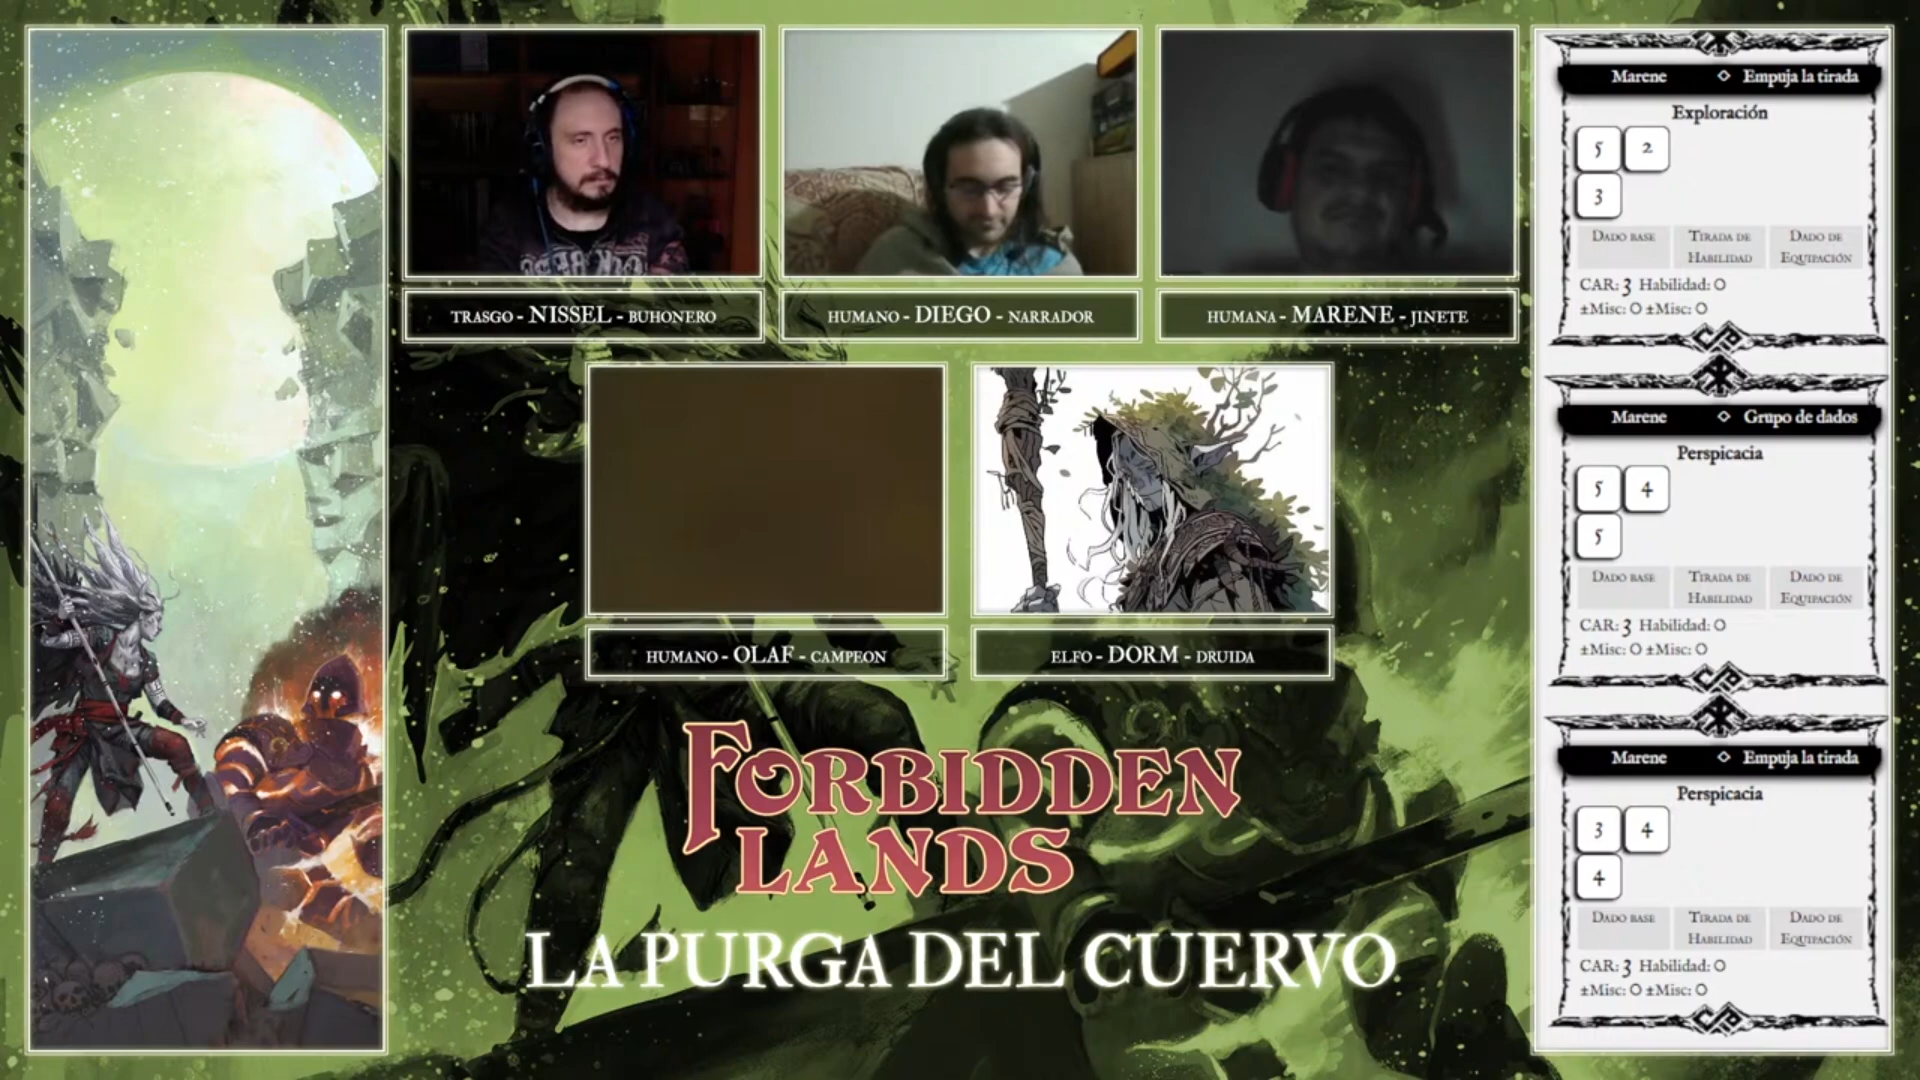 TRASGO - NISSEL - BUHONERO
HUMANO - DIEGO - NARRADOR
HUMANA - MARENE - JINETE
HUMANO - OLAF - CAMPEON
ELFO - DORM - DRUIDA
FORBIDDEN
LANDS
LA PURGA DEL CUERVO
Marene ◇ Empuja la tirada
Exploración
5 2
3
DADO BASE TIRADA DE HABILIDAD DADO DE EQUIPACIÓN
CAR: 3 Habilidad: 0
±Misc: 0 ±Misc: 0
Marene ◇ Grupo de dados
Perspicacia
5 4
5
DADO BASE TIRADA DE HABILIDAD DADO DE EQUIPACIÓN
CAR: 3 Habilidad: 0
±Misc: 0 ±Misc: 0
Marene ◇ Empuja la tirada
Perspicacia
3 4
4
DADO BASE TIRADA DE HABILIDAD DADO DE EQUIPACIÓN
CAR: 3 Habilidad: 0
±Misc: 0 ±Misc: 0